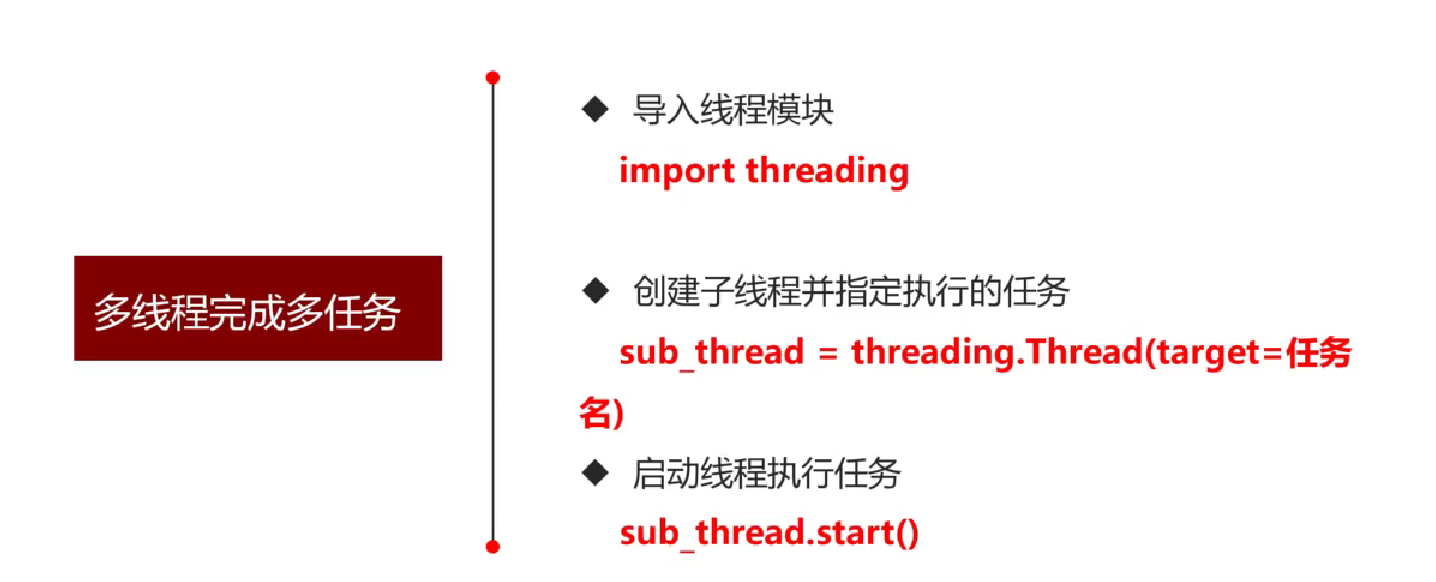 多线程完成多任务
◆ 导入线程模块
import threading
◆ 创建子线程并指定执行的任务
sub_thread = threading.Thread(target=任务
名)
◆ 启动线程执行任务
sub_thread.start()